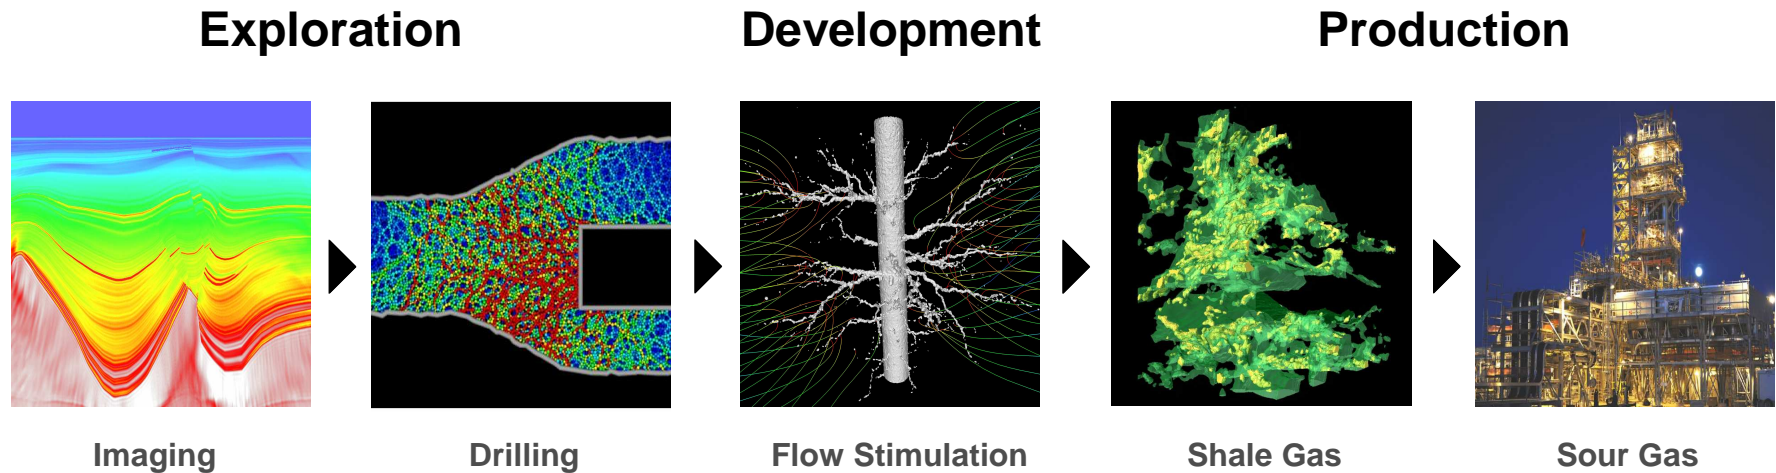 Exploration Development Production
Imaging Drilling Flow Stimulation Shale Gas Sour Gas